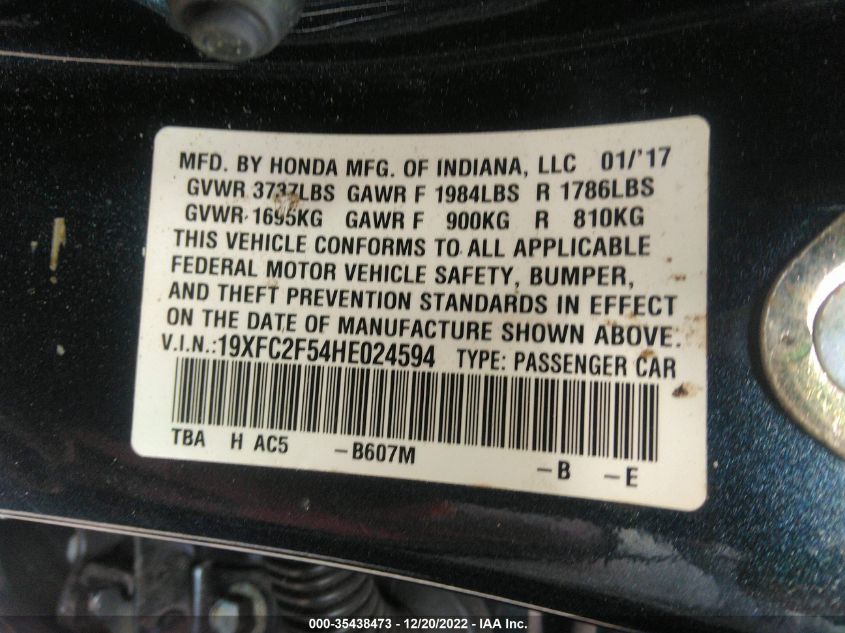 MFD. BY HONDA MFG. OF INDIANA, LLC 01/'17
GVWR 3737LBS GAWR F 1984LBS R 1786LBS
GVWR 1695KG GAWR F 900KG R 810KG
THIS VEHICLE CONFORMS TO ALL APPLICABLE
FEDERAL MOTOR VEHICLE SAFETY, BUMPER,
AND THEFT PREVENTION STANDARDS IN EFFECT
ON THE DATE OF MANUFACTURE SHOWN ABOVE.
V.I.N.:19XFC2F54HE024594 TYPE: PASSENGER CAR
TBA H AC5 -B607M -B -E
000-35438473 - 12/20/2022 - IAA Inc.